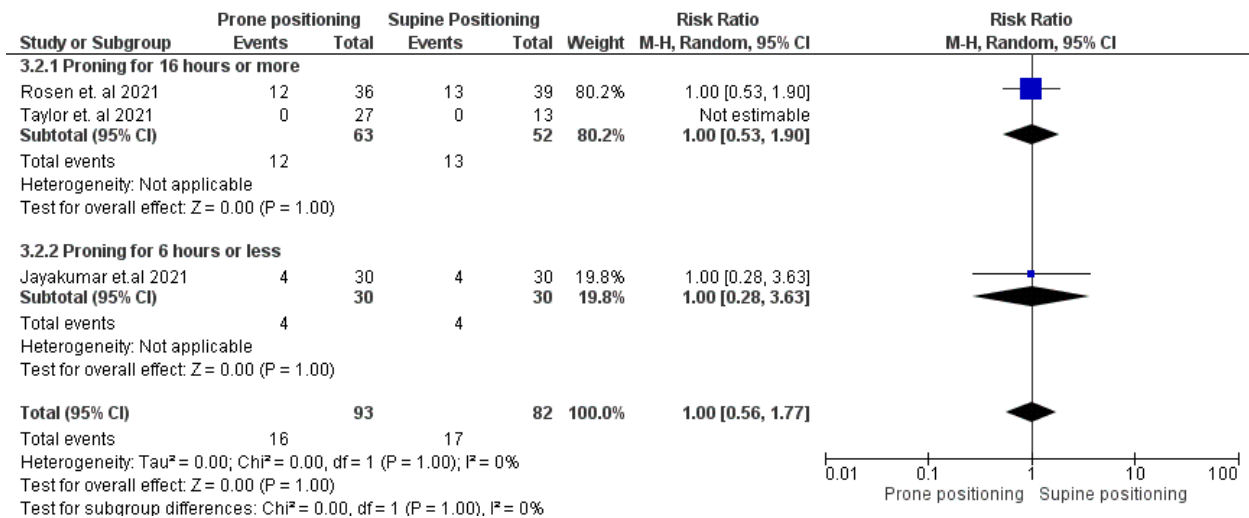 Prone positioning Supine Positioning Risk Ratio Risk Ratio
Study or Subgroup Events Total Events Total Weight M-H, Random, 95% CI M-H, Random, 95% CI
3.2.1 Proning for 16 hours or more
Rosen et. al 2021 12 36 13 39 80.2% 1.00 [0.53, 1.90]
Taylor et. al 2021 0 27 0 13 Not estimable
Subtotal (95% CI) 63 52 80.2% 1.00 [0.53, 1.90]
Total events 12 13
Heterogeneity: Not applicable
Test for overall effect: Z = 0.00 (P = 1.00)
3.2.2 Proning for 6 hours or less
Jayakumar et.al 2021 4 30 4 30 19.8% 1.00 [0.28, 3.63]
Subtotal (95% CI) 30 30 19.8% 1.00 [0.28, 3.63]
Total events 4 4
Heterogeneity: Not applicable
Test for overall effect: Z = 0.00 (P = 1.00)
Total (95% CI) 93 82 100.0% 1.00 [0.56, 1.77]
Total events 16 17
Heterogeneity: Tau² = 0.00; Chi² = 0.00, df = 1 (P = 1.00); I² = 0%
Test for overall effect: Z = 0.00 (P = 1.00)
Test for subgroup differences: Chi² = 0.00, df = 1 (P = 1.00), I² = 0%
0.01 0.1 1 10 100
Prone positioning Supine positioning